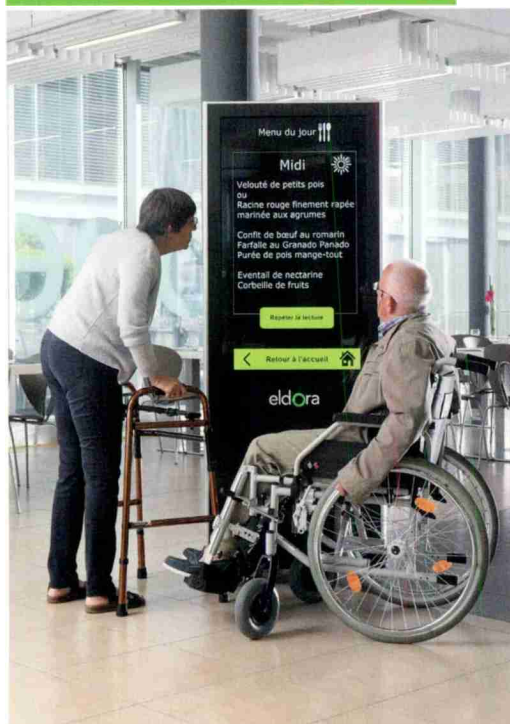 Menu du jour
Midi
Velouté de petits pois
ou
Racine rouge finement rapée
marinée aux agrumes
Confit de bœuf au romarin
Farfalle au Granado Panado
Purée de pois mange-tout
Eventail de nectarine
Corbeille de fruits
Répéter la lecture
Retour à l'accueil
eldora